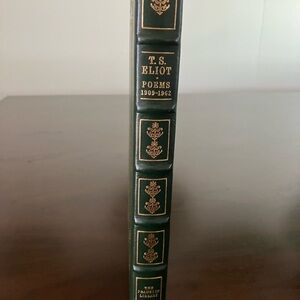 T.S.
ELIOT
POEMS
1909-1962
THE
FRANKLIN
LIBRARY